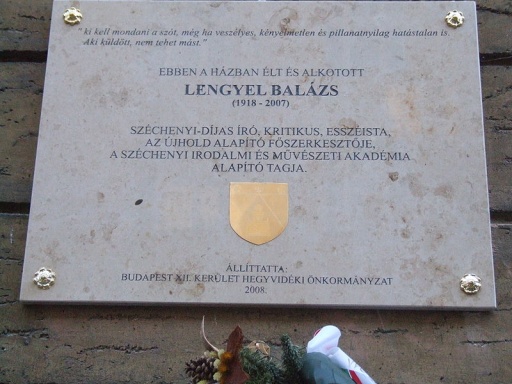 "ki kell mondani a szót, még ha veszélyes, kényelmetlen és pillanatnyilag hatástalan is.
Aki küldött, nem tehet mást."
EBBEN A HÁZBAN ÉLT ÉS ALKOTOTT
LENGYEL BALÁZS
(1918 - 2007)
SZÉCHENYI-DÍJAS ÍRÓ, KRITIKUS, ESSZÉISTA,
AZ ÚJHOLD ALAPÍTÓ FŐSZERKESZTŐJE,
A SZÉCHENYI IRODALMI ÉS MŰVÉSZETI AKADÉMIA
ALAPÍTÓ TAGJA.
ÁLLÍTTATTA:
BUDAPEST XII. KERÜLET HEGYVIDÉKI ÖNKORMÁNYZAT
2008.